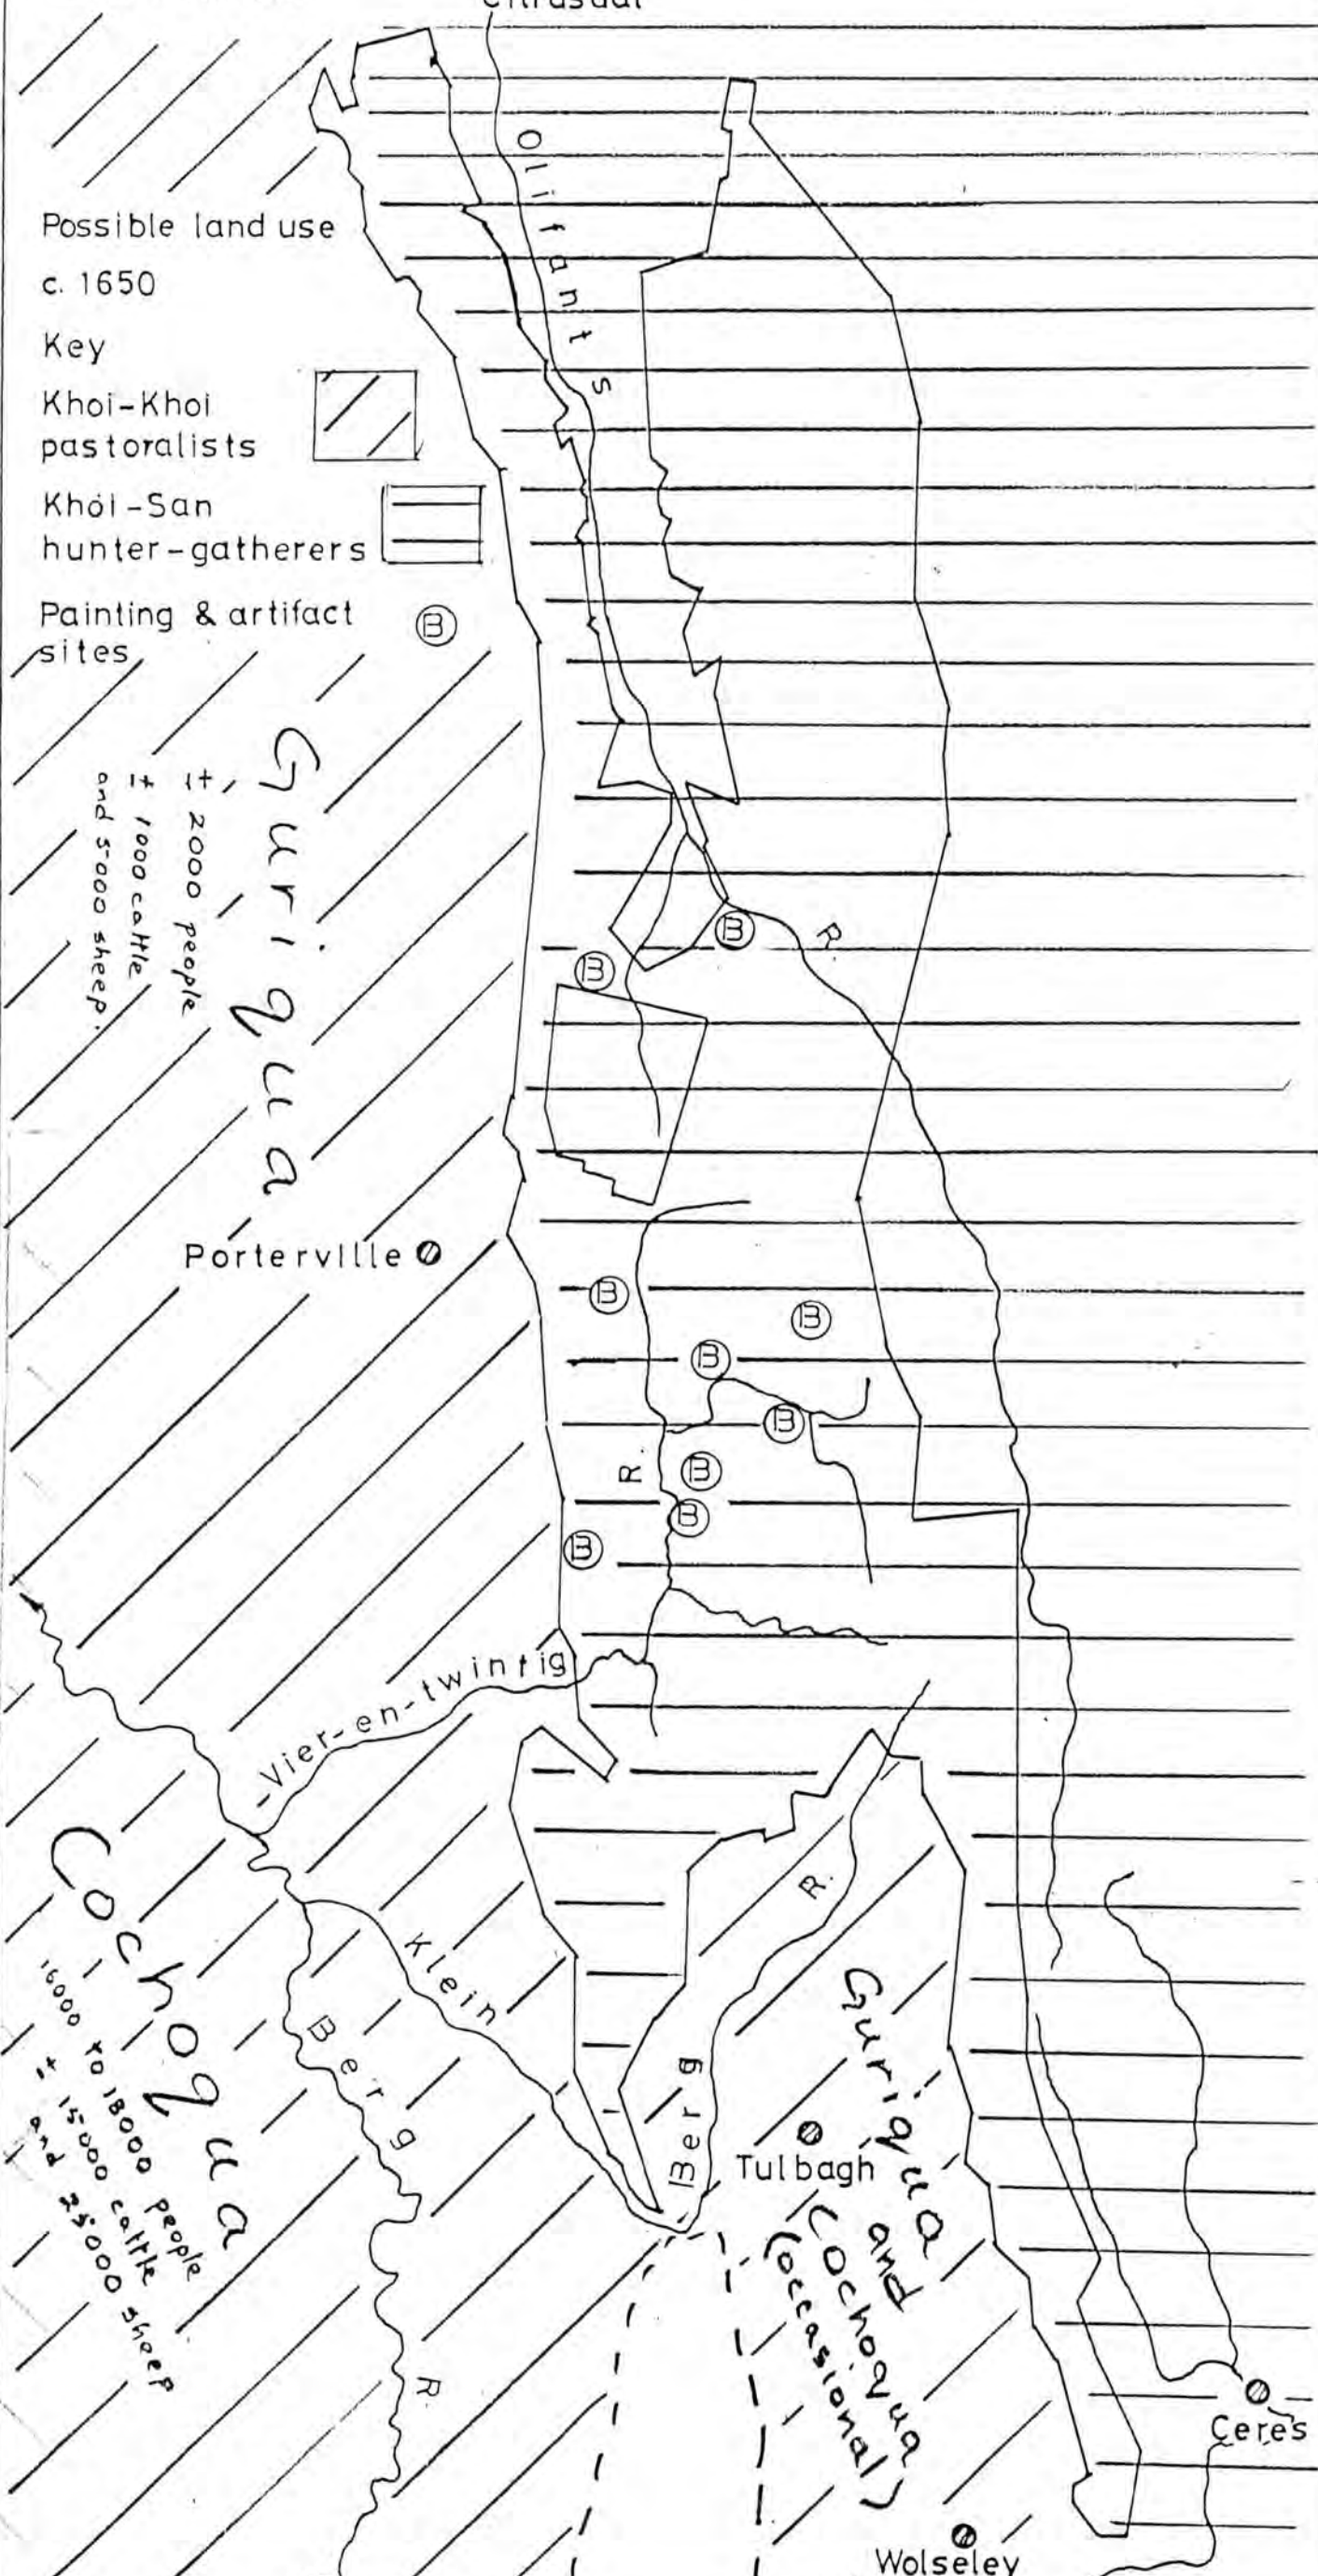 Possible land use
c. 1650
Key
Khoi-Khoi
pastoralists
Khoi-San
hunter-gatherers
Painting & artifact
sites
B
Olifants
R.
Guriqua
± 2000 people
± 1000 cattle
and 5000 sheep.
B
B
Porterville
B
B
B
B
B
B
B
R.
Vier-en-twintig
Cochoqua
16000 to 18000 people
± 15000 cattle
and 25000 sheep
Klein
Berg
R.
Berg
R.
Guriqua
and
Cochoqua
(occasional)
Tulbagh
Ceres
Wolseley